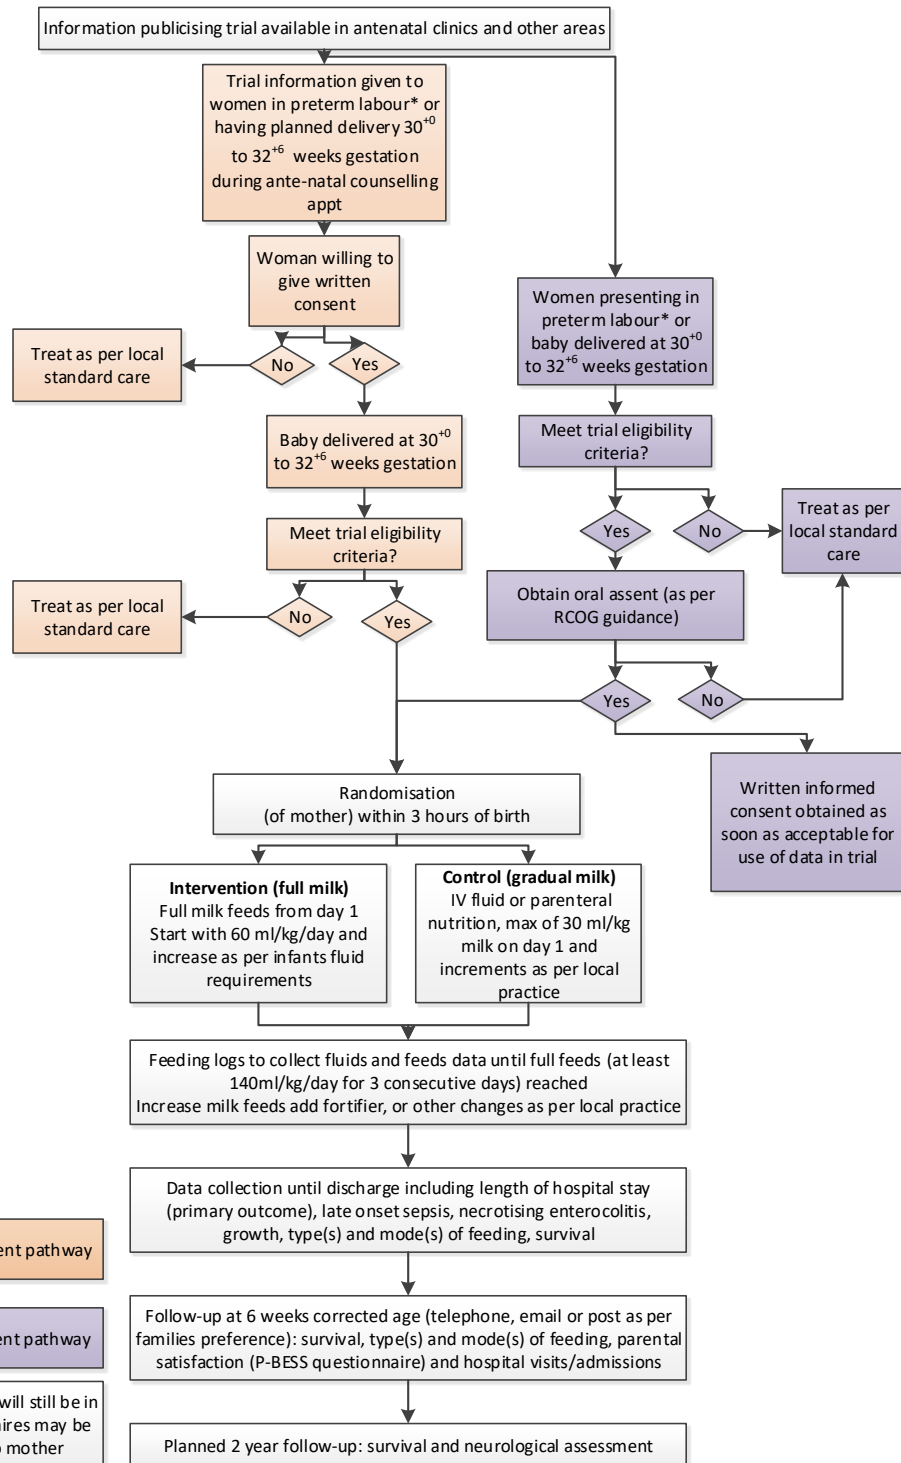 Information publicising trial available in antenatal clinics and other areas
Trial information given to
women in preterm labour* or
having planned delivery 30+0
to 32+6 weeks gestation
during ante-natal counselling
appt
Woman willing to
give written
consent
No
Yes
Treat as per local
standard care
Baby delivered at 30+0
to 32+6 weeks gestation
Meet trial eligibility
criteria?
No
Yes
Treat as per local
standard care
Women presenting in
preterm labour* or
baby delivered at 30+0
to 32+6 weeks gestation
Meet trial eligibility
criteria?
Yes
No
Treat as per
local standard
care
Obtain oral assent (as per
RCOG guidance)
Yes
No
Written informed
consent obtained as
soon as acceptable for
use of data in trial
Randomisation
(of mother) within 3 hours of birth
Intervention (full milk)
Full milk feeds from day 1
Start with 60 ml/kg/day and
increase as per infants fluid
requirements
Control (gradual milk)
IV fluid or parenteral
nutrition, max of 30 ml/kg
milk on day 1 and
increments as per local
practice
Feeding logs to collect fluids and feeds data until full feeds (at least
140ml/kg/day for 3 consecutive days) reached
Increase milk feeds add fortifier, or other changes as per local practice
Data collection until discharge including length of hospital stay
(primary outcome), late onset sepsis, necrotising enterocolitis,
growth, type(s) and mode(s) of feeding, survival
Follow-up at 6 weeks corrected age (telephone, email or post as per
families preference): survival, type(s) and mode(s) of feeding, parental
satisfaction (P-BESS questionnaire) and hospital visits/admissions
Planned 2 year follow-up: survival and neurological assessment
pathway
pathway
will still be in
may be
mother